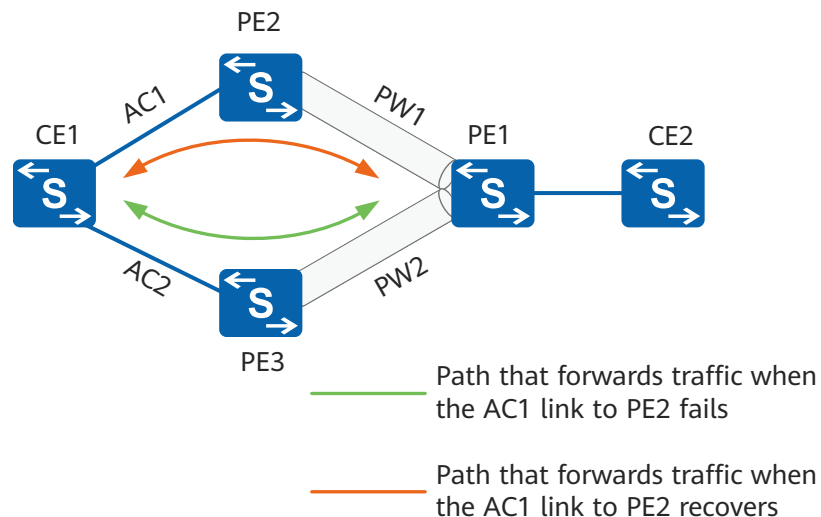 PE2
AC1
PW1
CE1
PE1
CE2
S
S
S
S
AC2
S
PW2
PE3
Path that forwards traffic when
the AC1 link to PE2 fails
Path that forwards traffic when
the AC1 link to PE2 recovers